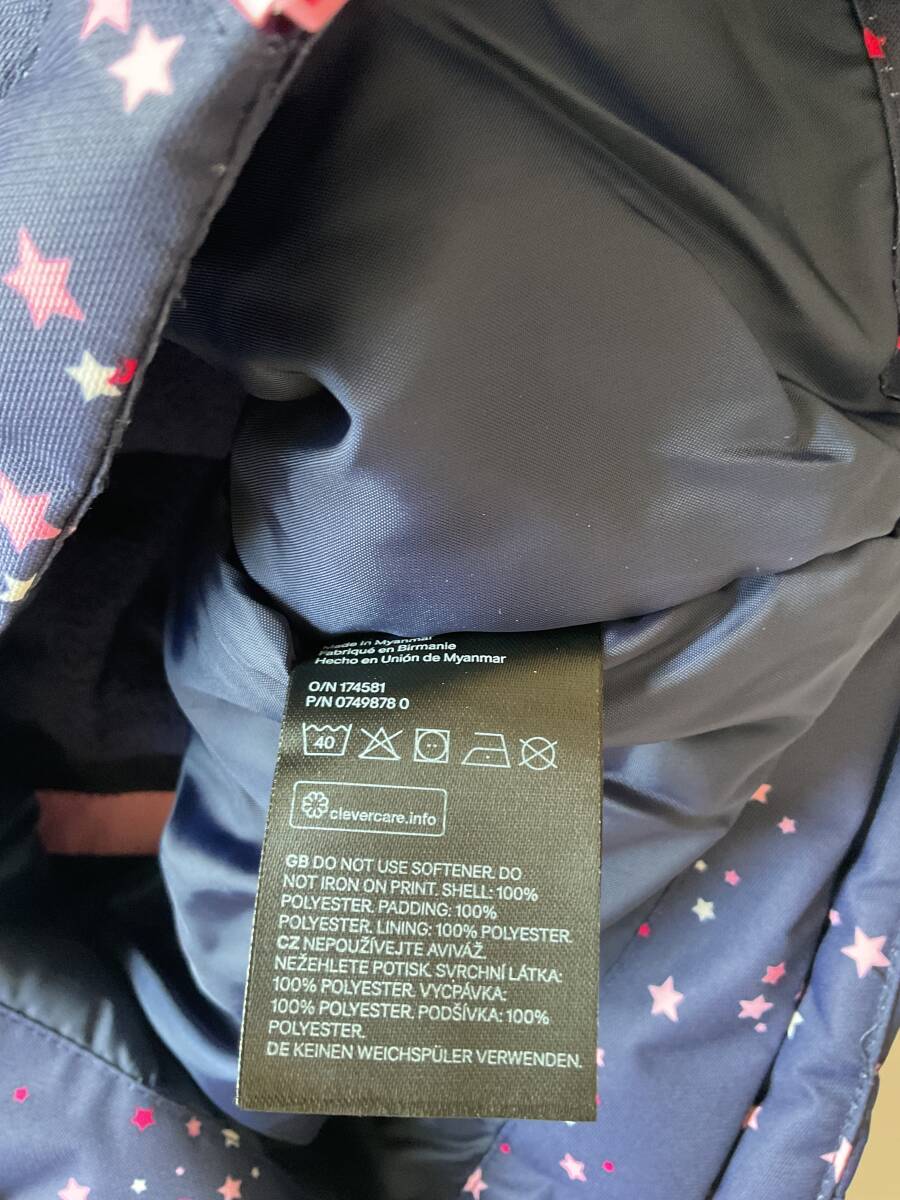 Made in Myanmar
Fabriqué en Birmanie
Hecho en Unión de Myanmar
O/N 174581
P/N 0749878 0
40
clevercare.info
GB DO NOT USE SOFTENER. DO
NOT IRON ON PRINT. SHELL: 100%
POLYESTER. PADDING: 100%
POLYESTER. LINING: 100% POLYESTER.
CZ NEPOUŽÍVEJTE AVIVÁŽ.
NEŽEHLETE POTISK. SVRCHNÍ LÁTKA:
100% POLYESTER. VYCPÁVKA:
100% POLYESTER. PODŠÍVKA: 100%
POLYESTER.
DE KEINEN WEICHSPÜLER VERWENDEN.